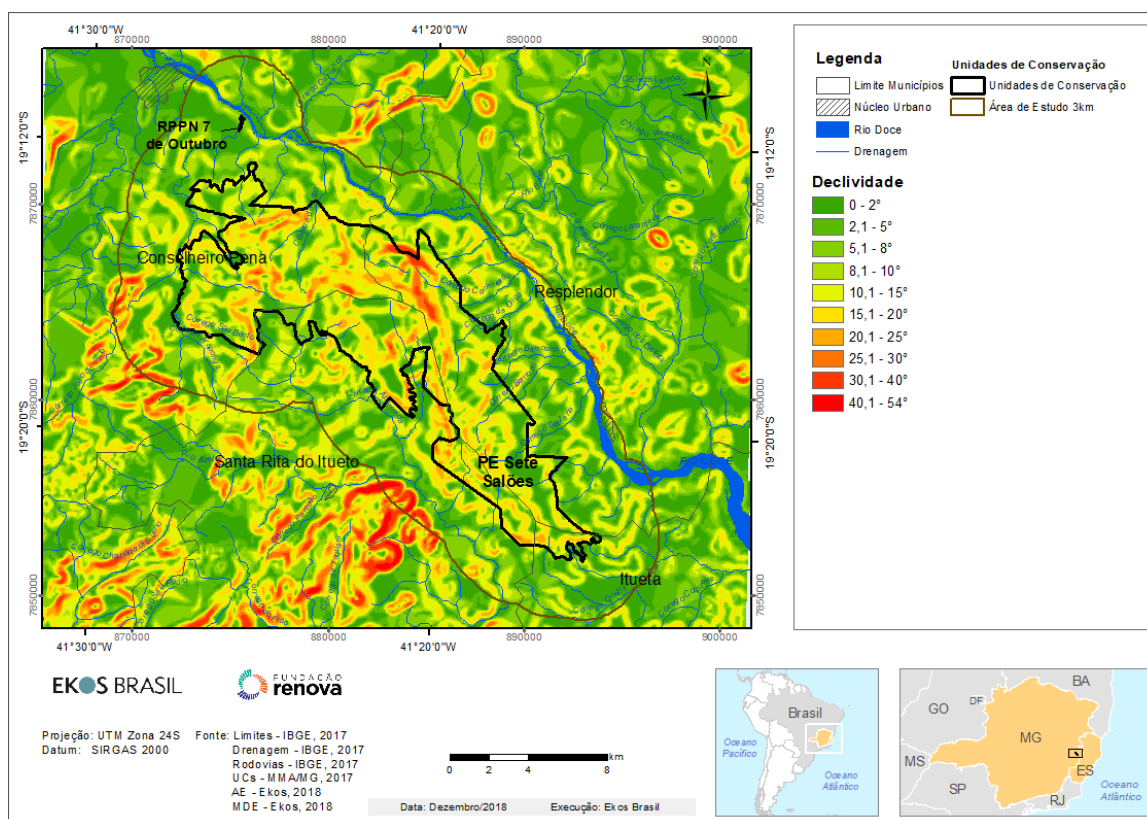 41°30'0"W
41°20'0"W
870000
880000
890000
900000
N
19°12'0"S
19°12'0"S
RPPN 7
de Outubro
7870000
7870000
Conselheiro Pena
Resplendor
7860000
7860000
19°20'0"S
19°20'0"S
Santa Rita do Itueto
PE Sete
Salões
Itueta
7850000
7850000
870000
880000
890000
900000
41°30'0"W
41°20'0"W
Legenda
Limite Municípios
Núcleo Urbano
Rio Doce
Drenagem
Unidades de Conservação
Unidades de Conservação
Área de Estudo 3km
Declividade
0 - 2°
2,1 - 5°
5,1 - 8°
8,1 - 10°
10,1 - 15°
15,1 - 20°
20,1 - 25°
25,1 - 30°
30,1 - 40°
40,1 - 54°
EKOS BRASIL
FUNDAÇÃO
renova
Projeção: UTM Zona 24S
Datum: SIRGAS 2000
Fonte: Limites - IBGE, 2017
Drenagem - IBGE, 2017
Rodovias - IBGE, 2017
UCs - MMA/MG, 2017
AE - Ekos, 2018
MDE - Ekos, 2018
0 2 4 8
km
Data: Dezembro/2018 Execução: Ekos Brasil
Brasil
Oceano
Pacífico
Oceano
Atlântico
BA
GO
DF
MG
MS
ES
SP
RJ
Oceano
Atlântico